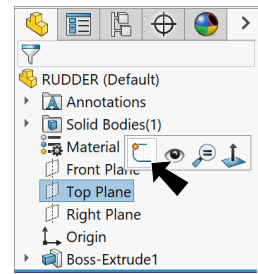 RUDDER (Default)
Annotations
Solid Bodies(1)
Material
Front Plane
Top Plane
Right Plane
Origin
Boss-Extrude1